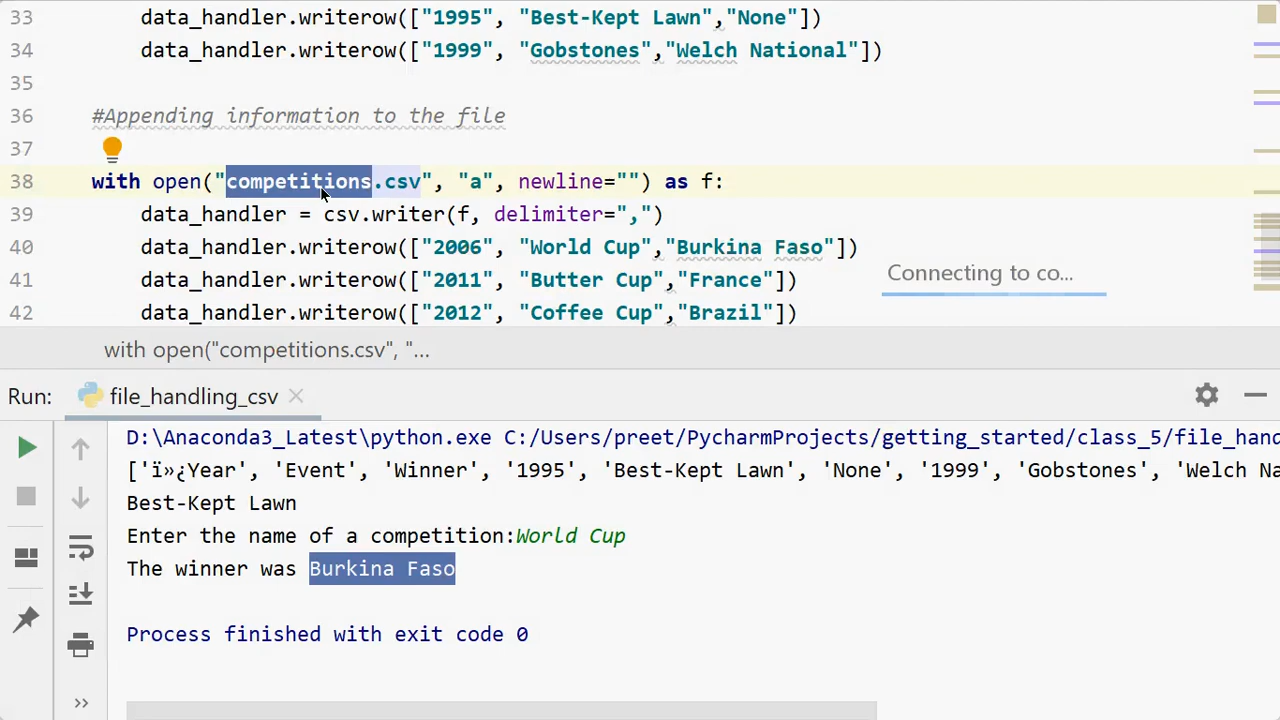 33 data_handler.writerow(["1995", "Best-Kept Lawn","None"])
34 data_handler.writerow(["1999", "Gobstones","Welch National"])
35
36 #Appending information to the file
37
38 with open("competitions.csv", "a", newline="") as f:
39 data_handler = csv.writer(f, delimiter=",")
40 data_handler.writerow(["2006", "World Cup","Burkina Faso"])
41 data_handler.writerow(["2011", "Butter Cup","France"])
Connecting to co...
42 data_handler.writerow(["2012", "Coffee Cup","Brazil"])
with open("competitions.csv", "...
Run: file_handling_csv
D:\Anaconda3_Latest\python.exe C:/Users/preet/PycharmProjects/getting_started/class_5/file_hand
['ï»¿Year', 'Event', 'Winner', '1995', 'Best-Kept Lawn', 'None', '1999', 'Gobstones', 'Welch Na
Best-Kept Lawn
Enter the name of a competition:World Cup
The winner was Burkina Faso
Process finished with exit code 0